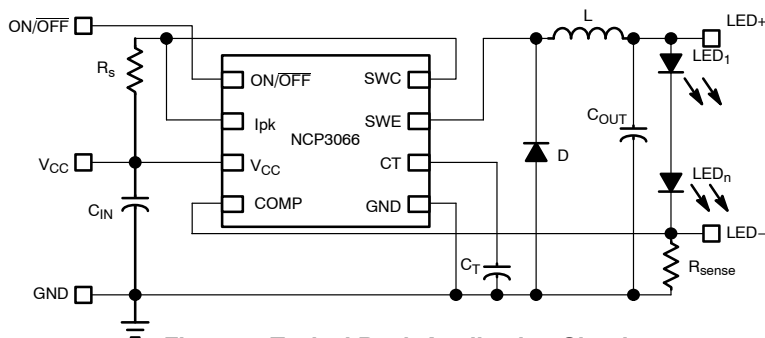 ON/OFF
L
LED+
Rs
LED1
ON/OFF
SWC
Ipk
NCP3066
SWE
COUT
VCC
VCC
CT
D
LEDn
CIN
COMP
GND
LED−
CT
Rsense
GND